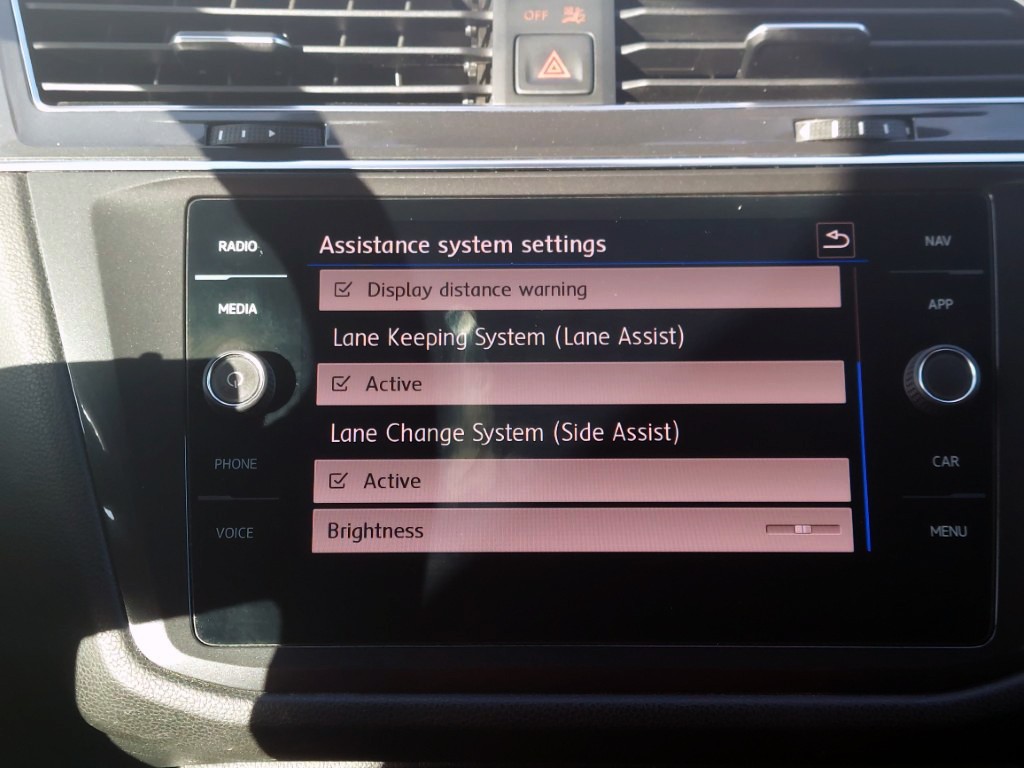 OFF
RADIO
MEDIA
PHONE
VOICE
Assistance system settings
Display distance warning
Lane Keeping System (Lane Assist)
Active
Lane Change System (Side Assist)
Active
Brightness
NAV
APP
CAR
MENU